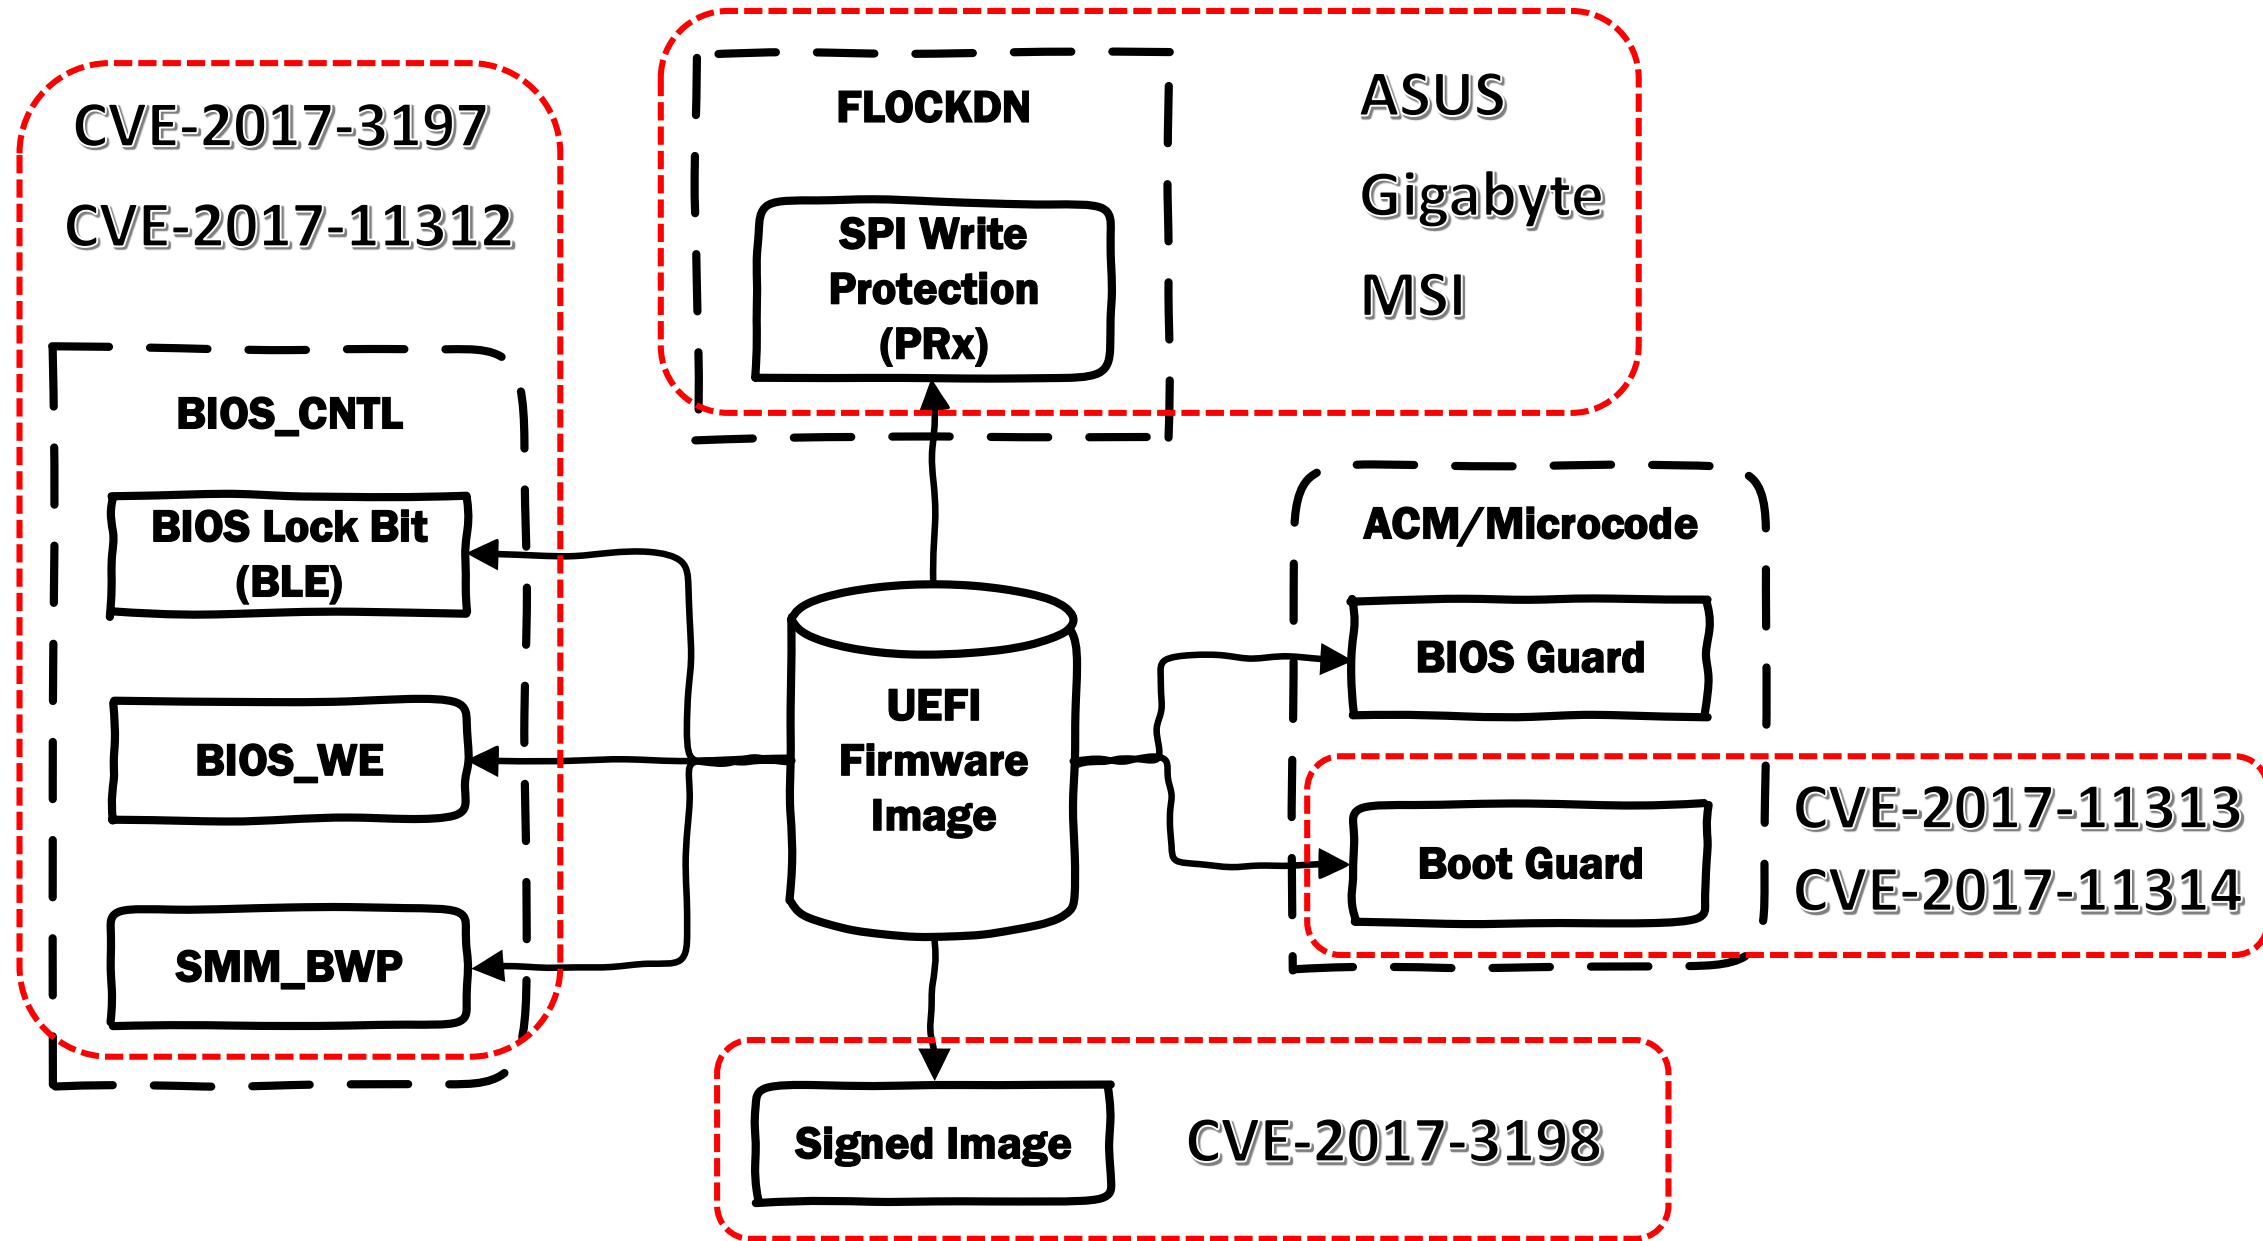 CVE-2017-3197
CVE-2017-11312
BIOS_CNTL
BIOS Lock Bit
(BLE)
BIOS_WE
SMM_BWP
FLOCKDN
SPI Write
Protection
(PRx)
ASUS
Gigabyte
MSI
UEFI
Firmware
Image
ACM/Microcode
BIOS Guard
Boot Guard
CVE-2017-11313
CVE-2017-11314
Signed Image
CVE-2017-3198